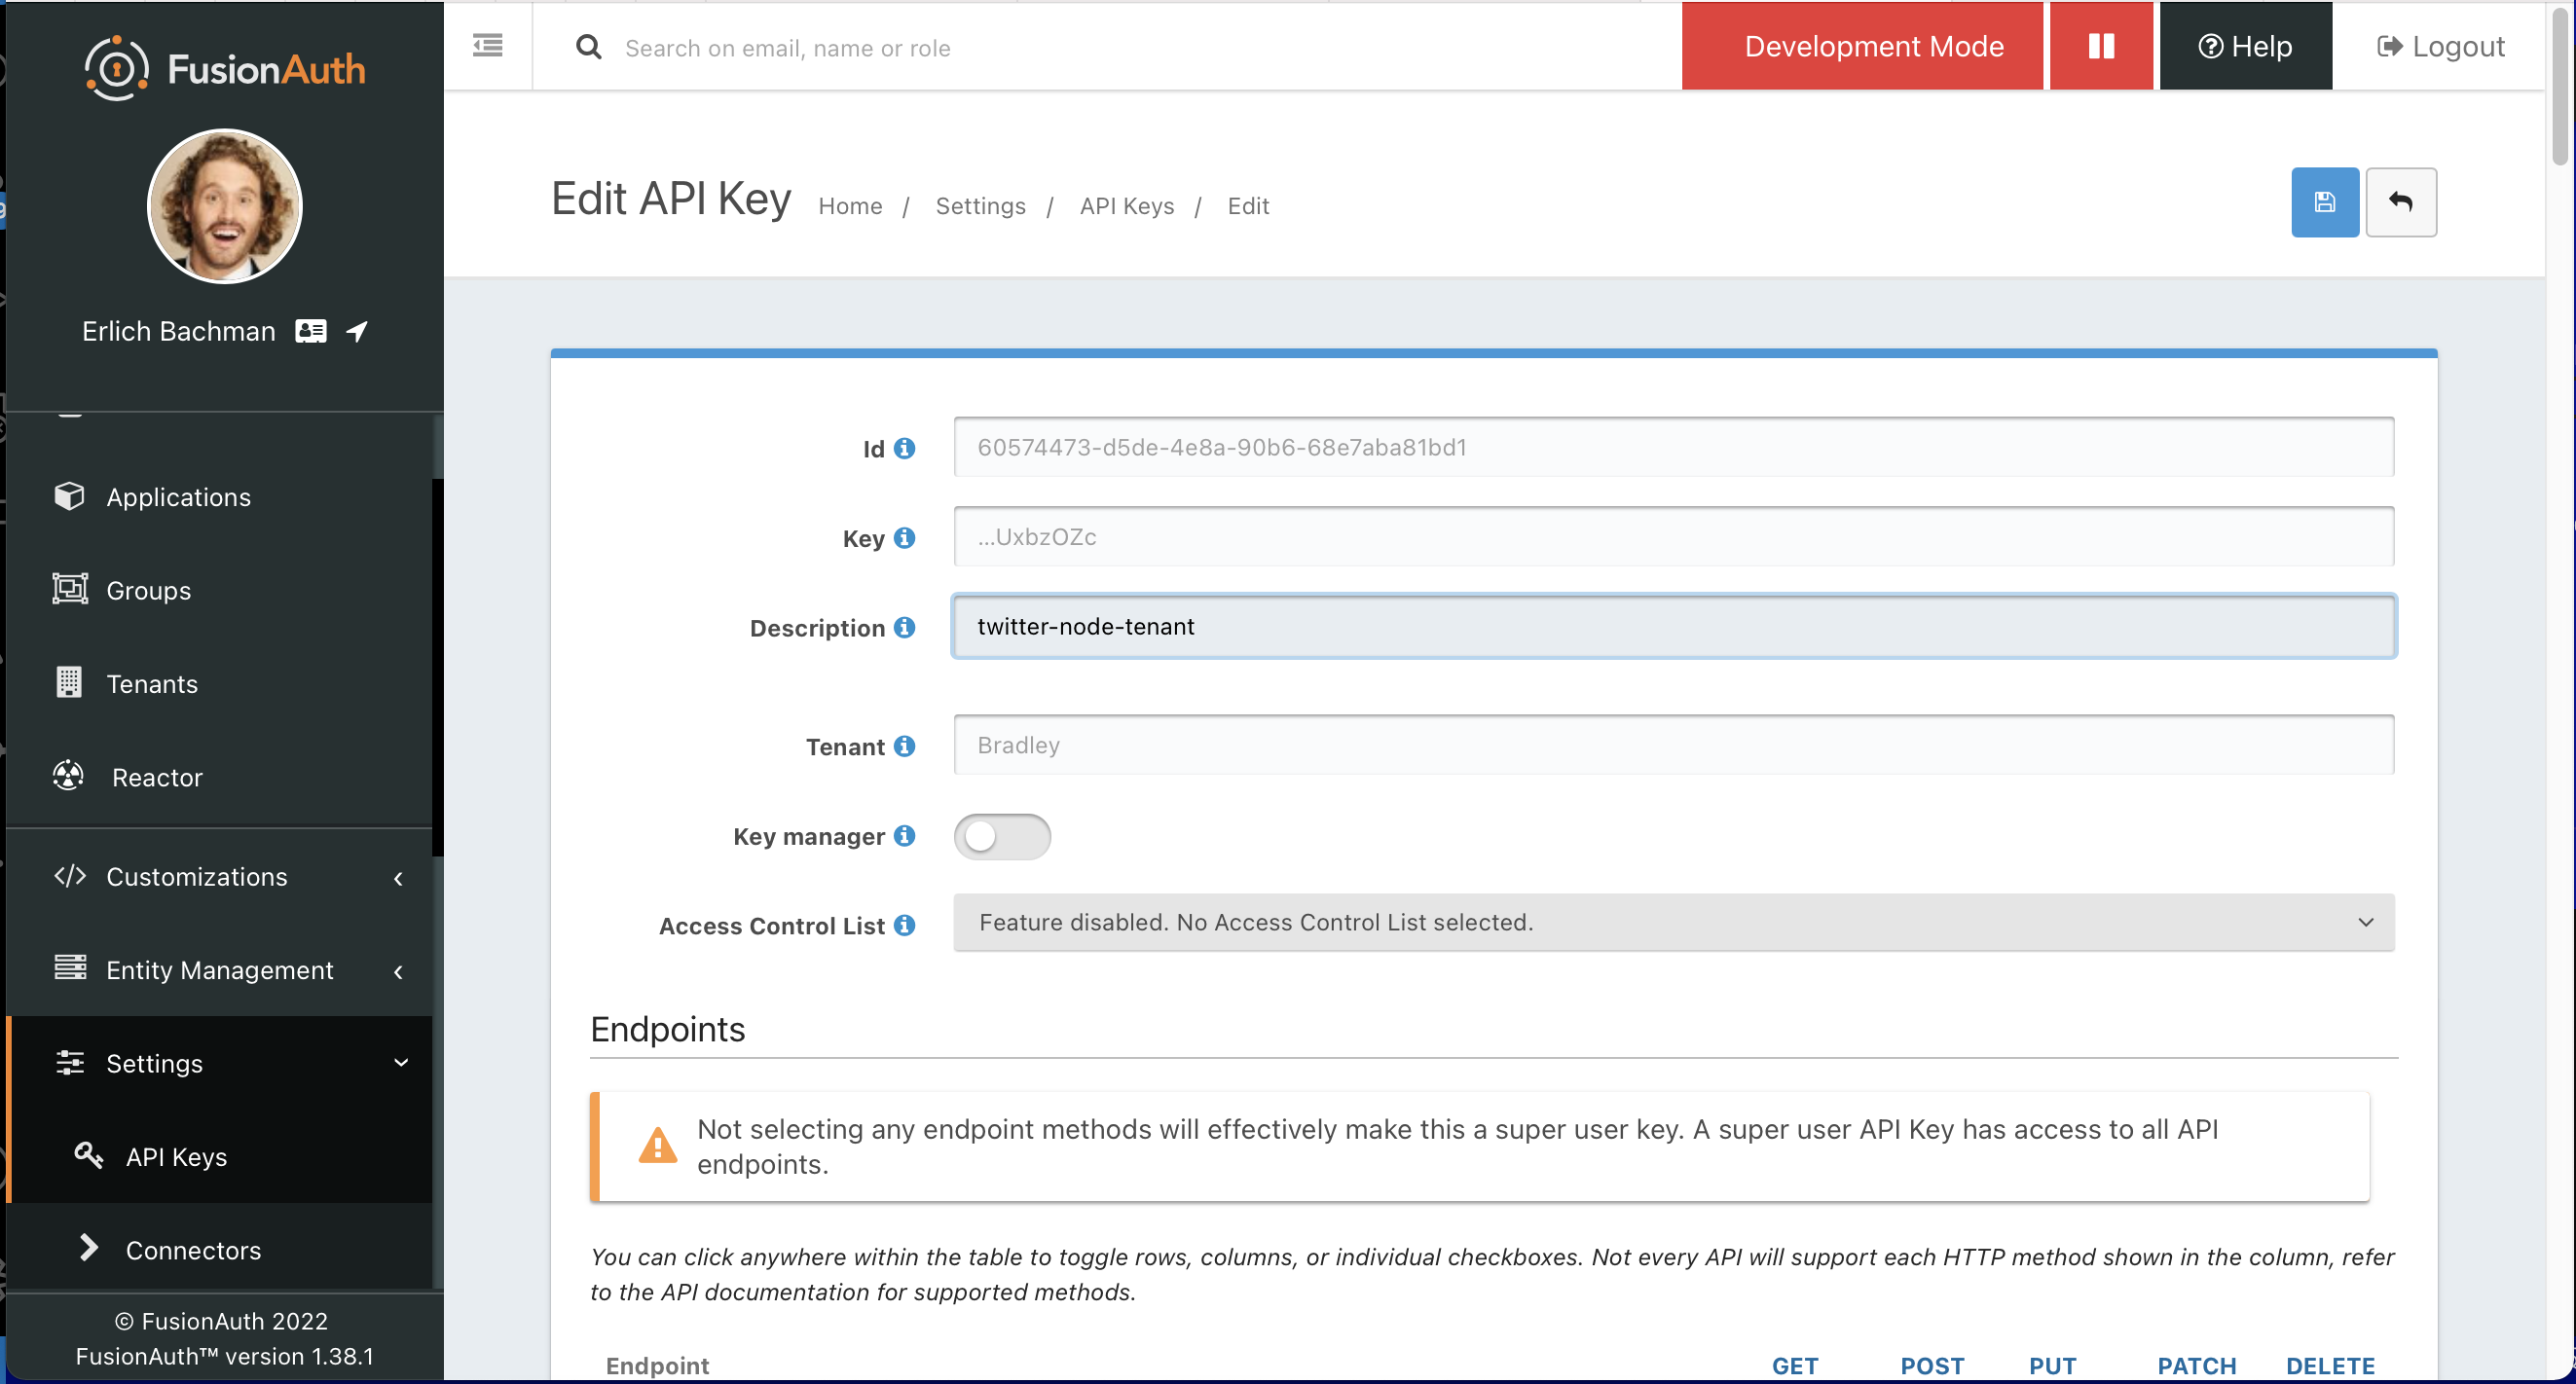 FusionAuth
Search on email, name or role
Development Mode
Help
Logout
Erlich Bachman
Applications
Groups
Tenants
Reactor
Customizations
Entity Management
Settings
API Keys
Connectors
© FusionAuth 2022
FusionAuth™ version 1.38.1
Edit API Key Home / Settings / API Keys / Edit
Id 60574473-d5de-4e8a-90b6-68e7aba81bd1
Key ...UxbzOZc
Description twitter-node-tenant
Tenant Bradley
Key manager
Access Control List Feature disabled. No Access Control List selected.
Endpoints
Not selecting any endpoint methods will effectively make this a super user key. A super user API Key has access to all API
endpoints.
You can click anywhere within the table to toggle rows, columns, or individual checkboxes. Not every API will support each HTTP method shown in the column, refer
to the API documentation for supported methods.
Endpoint GET POST PUT PATCH DELETE